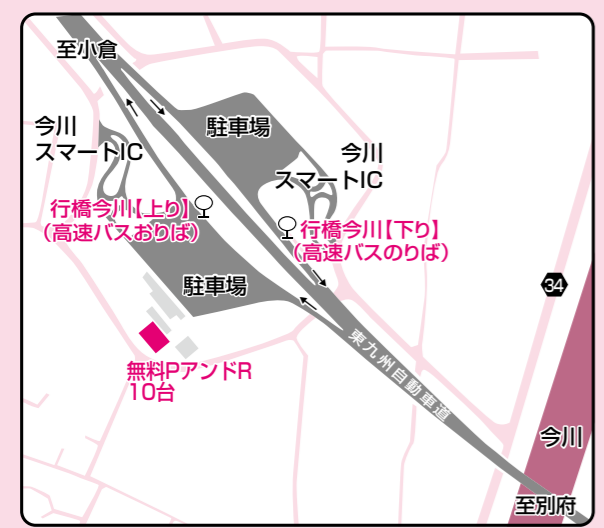 至小倉
駐車場
今川
スマートIC
今川
スマートIC
行橋今川【上り】
（高速バスおりば）
行橋今川【下り】
（高速バスのりば）
駐車場
34
無料PアンドR
10台
東九州自動車道
今川
至別府